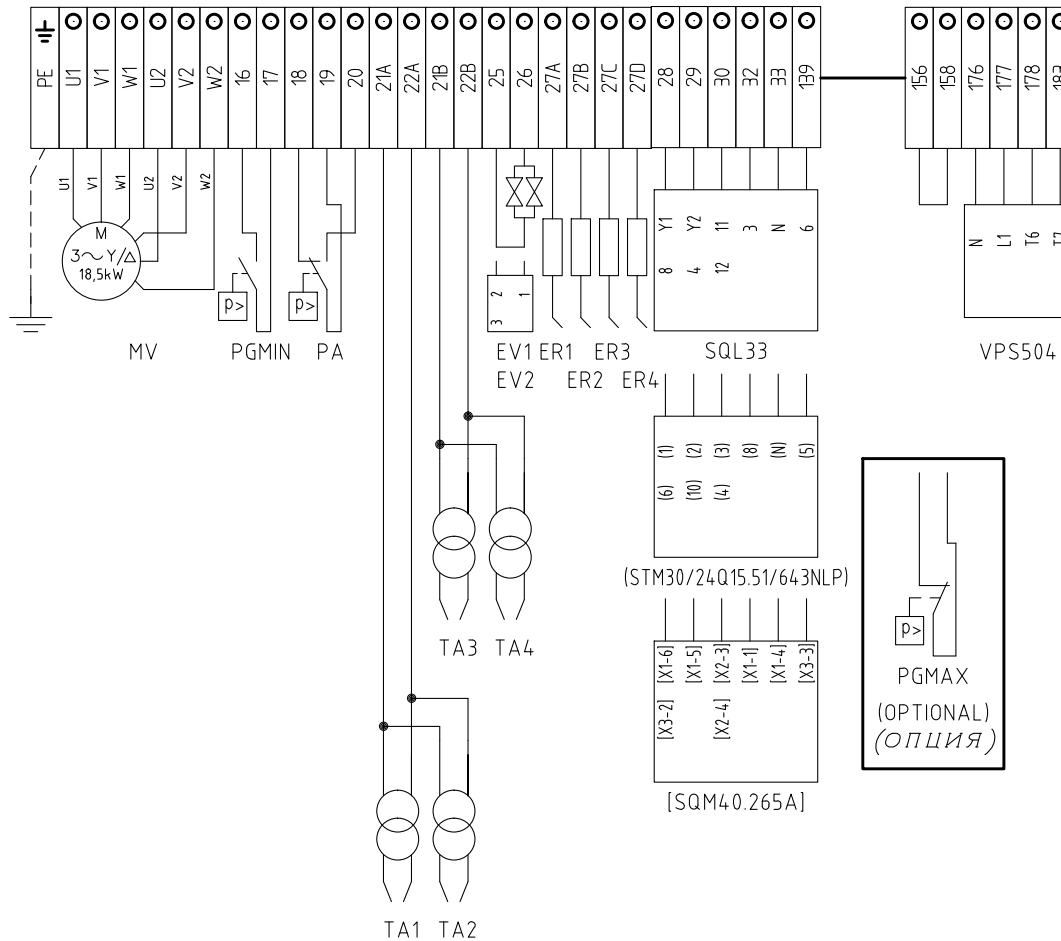 PE U1 V1 W1 U2 V2 W2 16 17 18 19 20 21A 22A 21B 22B 25 26 27A 27B 27C 27D 28 29 30 32 33 139 156 158 176 177 178 183
U1 V1 W1 U2 V2 W2
M
3~Y/Δ
18,5kW
P> P>
3 2 1
8 Y1 4 Y2 12 11 3 N 6
N L1 T6 T7
MV PGMIN PA EV1 ER1 ER3 SQL33 VPS504
EV2 ER2 ER4
(6) (1) (10) (2) (4) (3) (8) (N) (5)
(STM30/24Q15.51/643NLP)
P>
PGMAX
(OPTIONAL)
(ОПЦИЯ)
TA3 TA4
[X3-2] [X1-6] [X1-5] [X2-4] [X2-3] [X1-1] [X1-4] [X3-3]
[SQM40.265A]
TA1 TA2